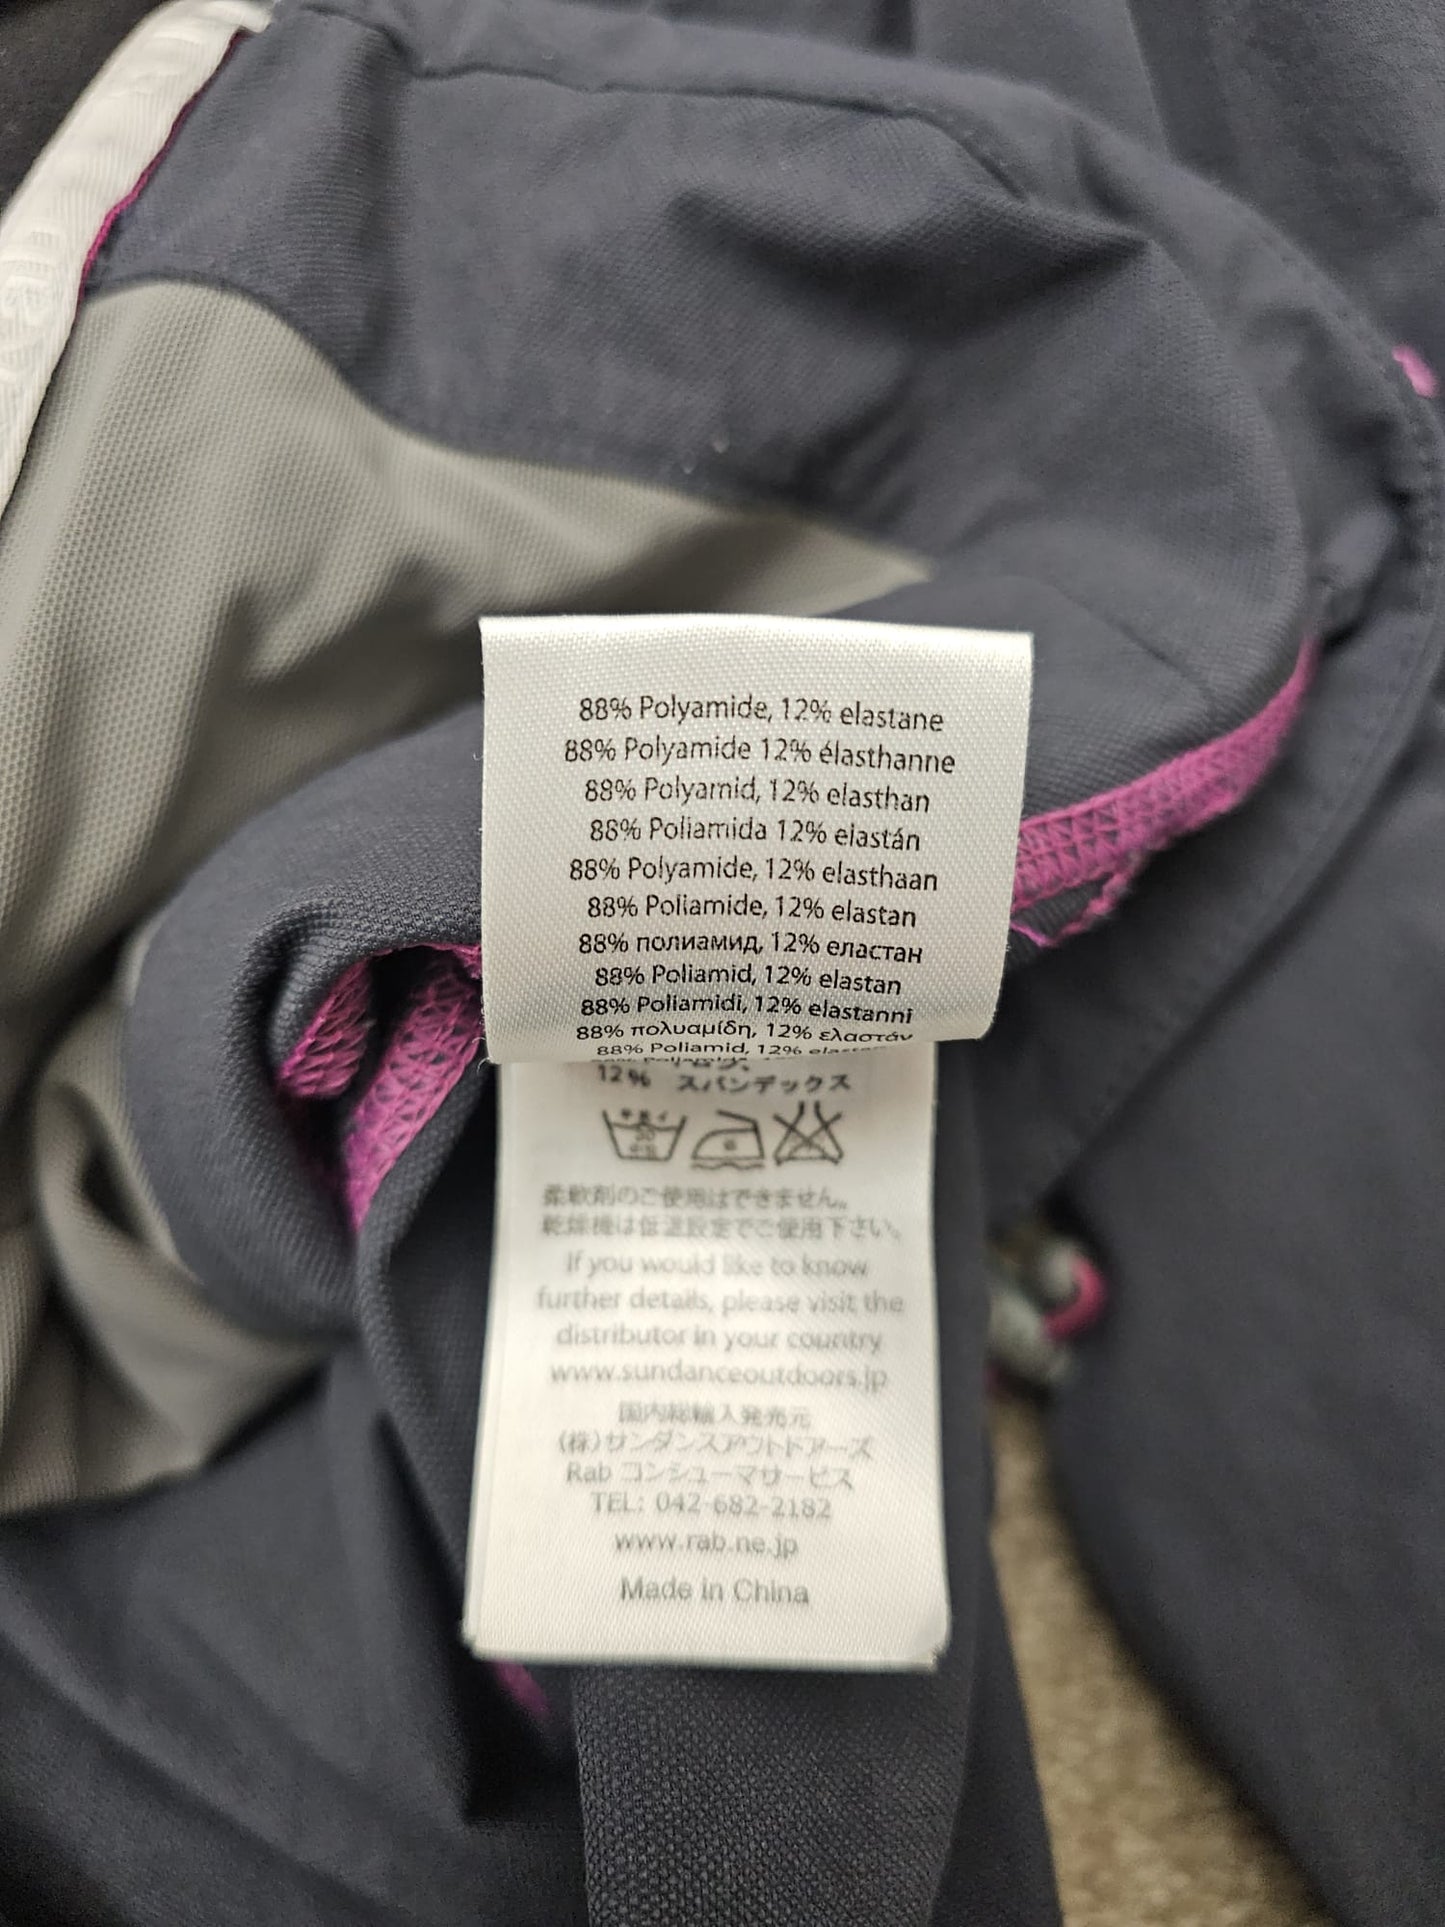 88% Polyamide, 12% elastane
88% Polyamide 12% élasthanne
88% Polyamid, 12% elasthan
88% Poliamida 12% elastán
88% Polyamide, 12% elasthaan
88% Poliamide, 12% elastan
88% полиамид, 12% еластан
88% Poliamid, 12% elastan
88% Poliamidi, 12% elastanni
88% πολυαμίδη, 12% ελαστάν
88% Poliamid, 12%
12% スパンデックス
柔軟剤のご使用はできません。
乾燥機は低温設定でご使用下さい。
If you would like to know
further details, please visit the
distributor in your country
www.sundanceoutdoors.jp
国内総輸入発売元
(株)サンダンスアウトドアーズ
Rab コンシューマサービス
TEL: 042-682-2182
www.rab.ne.jp
Made in China